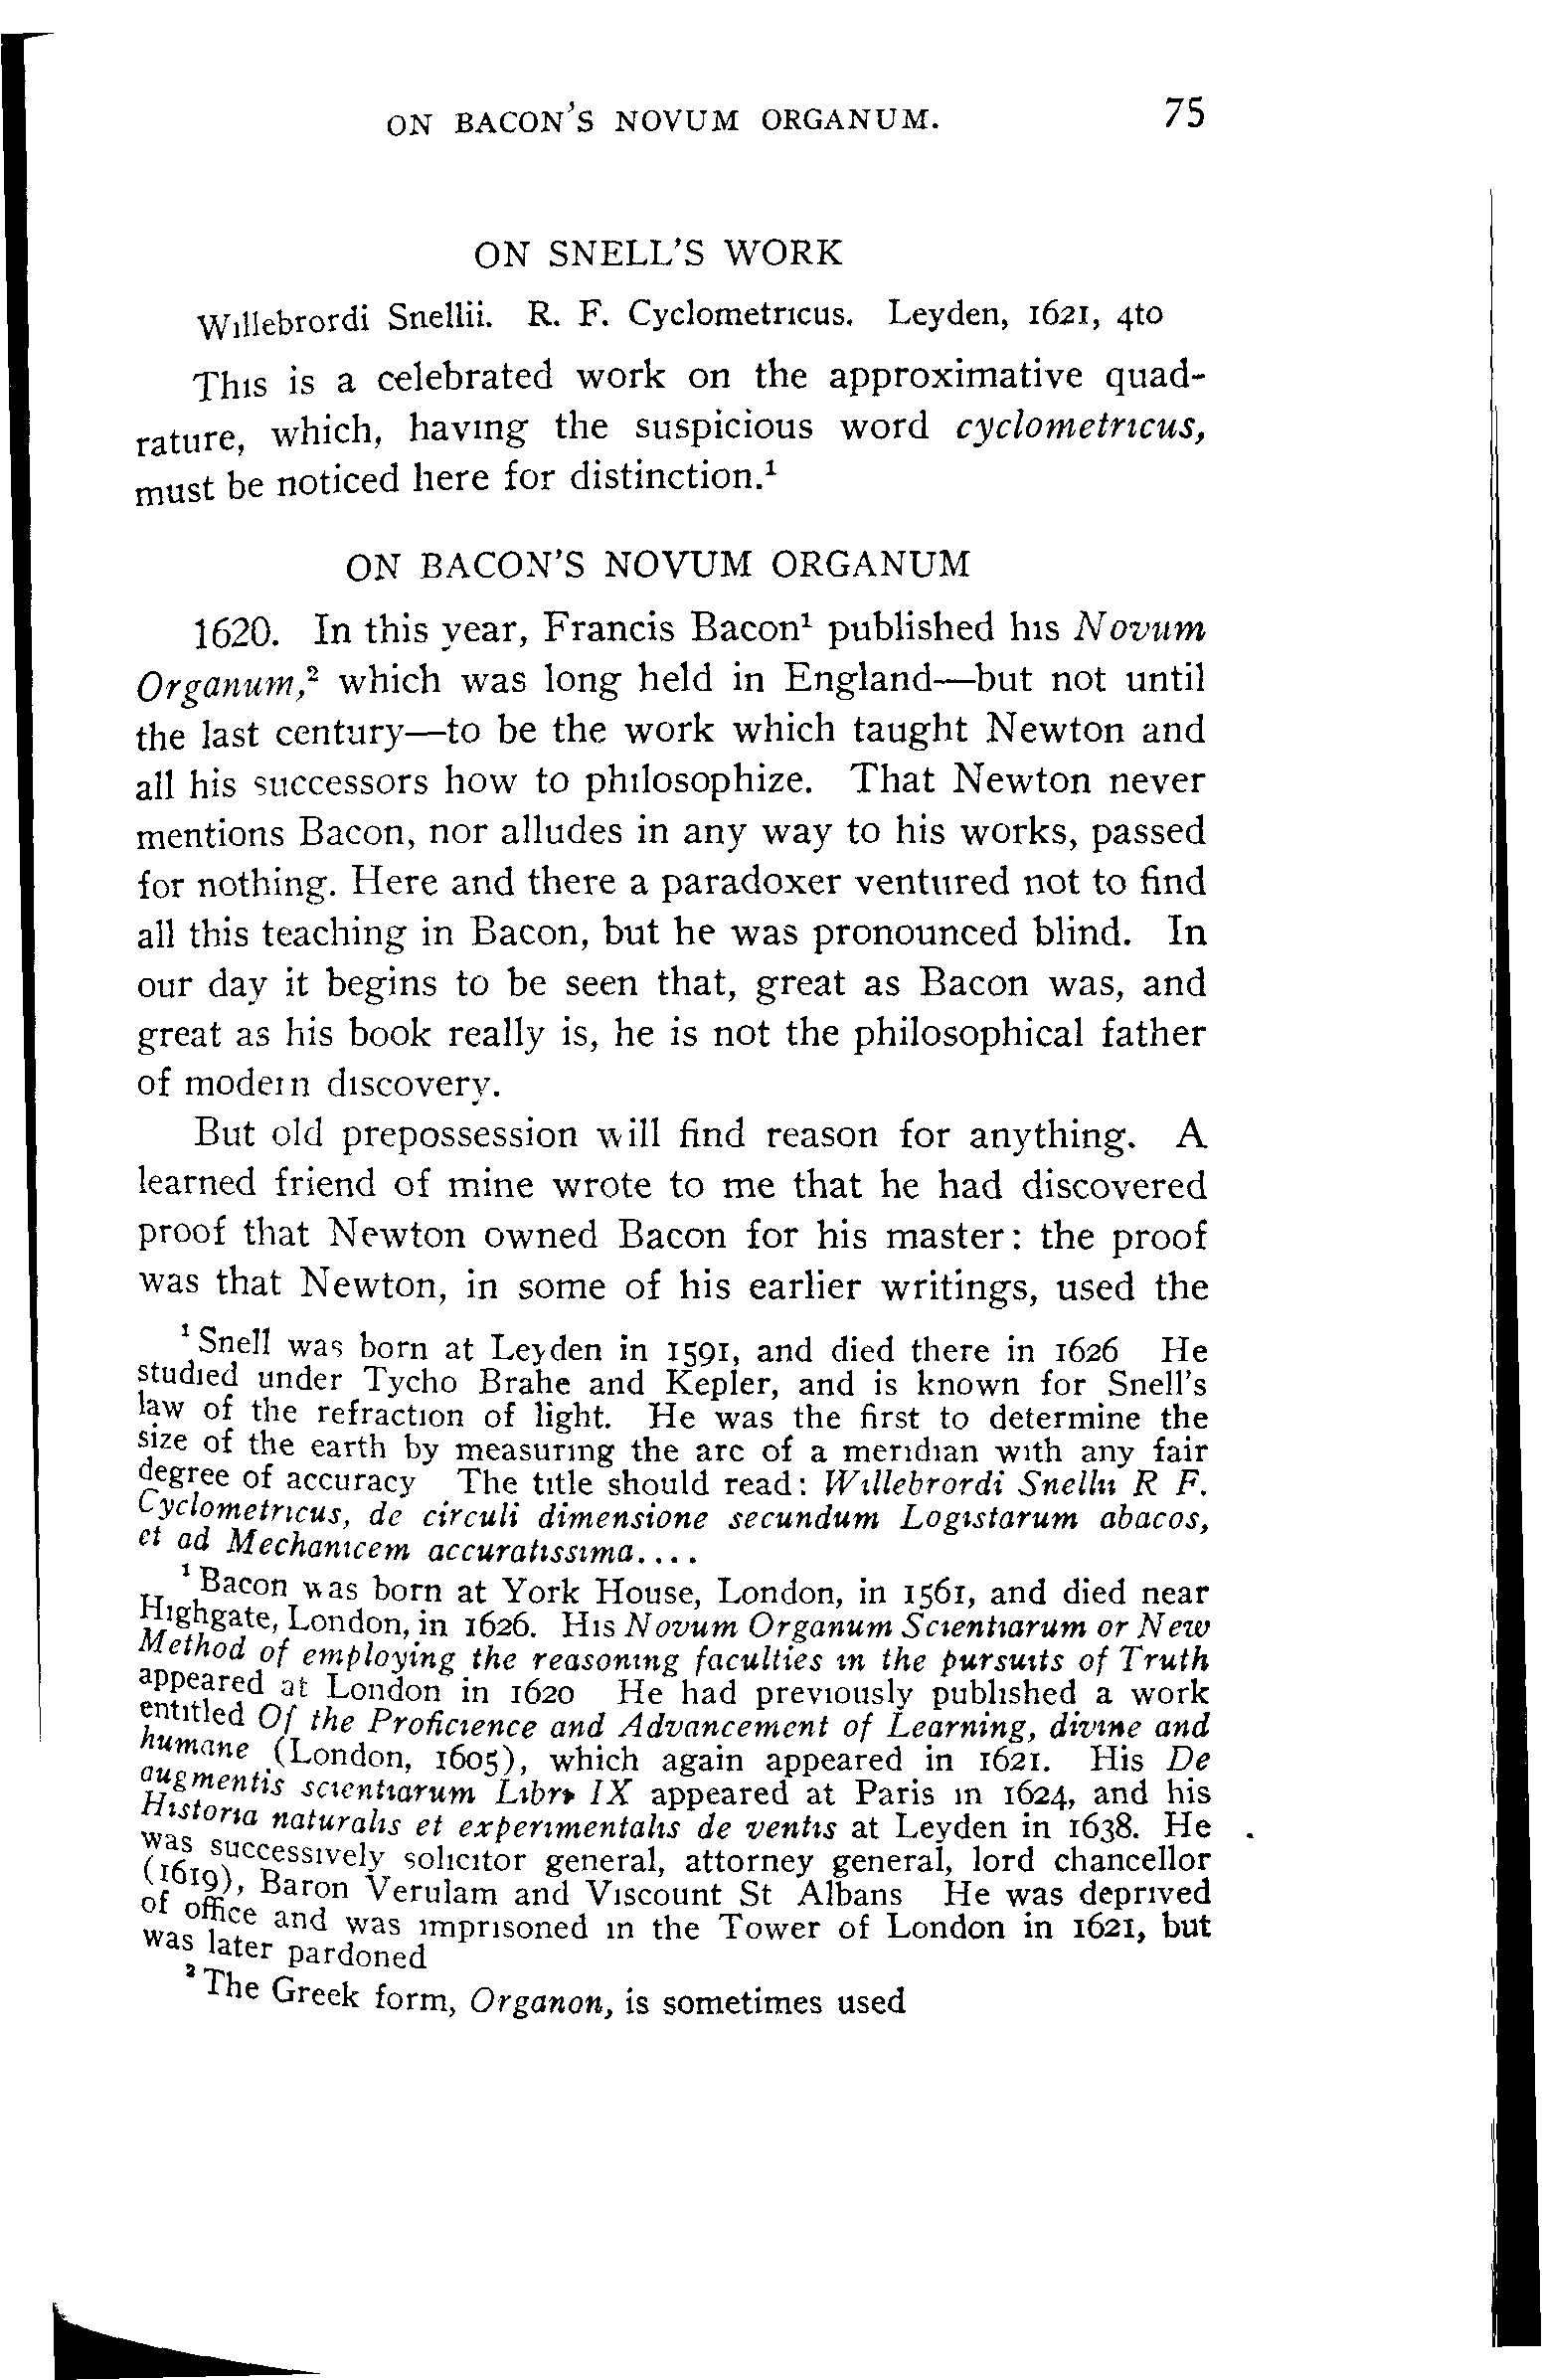 ON BACON'S NOVUM ORGANUM. 75
ON SNELL'S WORK
Willebrordi Snellii. R. F. Cyclometricus. Leyden, 1621, 4to
This is a celebrated work on the approximative quad-
rature, which, having the suspicious word cyclometricus,
must be noticed here for distinction.¹
ON BACON'S NOVUM ORGANUM
1620. In this year, Francis Bacon¹ published his Novum
Organum,² which was long held in England—but not until
the last century—to be the work which taught Newton and
all his successors how to philosophize. That Newton never
mentions Bacon, nor alludes in any way to his works, passed
for nothing. Here and there a paradoxer ventured not to find
all this teaching in Bacon, but he was pronounced blind. In
our day it begins to be seen that, great as Bacon was, and
great as his book really is, he is not the philosophical father
of modern discovery.
But old prepossession will find reason for anything. A
learned friend of mine wrote to me that he had discovered
proof that Newton owned Bacon for his master: the proof
was that Newton, in some of his earlier writings, used the
¹ Snell was born at Leyden in 1591, and died there in 1626 He
studied under Tycho Brahe and Kepler, and is known for Snell's
law of the refraction of light. He was the first to determine the
size of the earth by measuring the arc of a meridian with any fair
degree of accuracy The title should read: Willebrordi Snellii R F.
Cyclometricus, de circuli dimensione secundum Logistarum abacos,
et ad Mechanicem accuratissima....
¹ Bacon was born at York House, London, in 1561, and died near
Highgate, London, in 1626. His Novum Organum Scientiarum or New
Method of employing the reasoning faculties in the pursuits of Truth
appeared at London in 1620 He had previously published a work
entitled Of the Proficience and Advancement of Learning, divine and
humane (London, 1605), which again appeared in 1621. His De
augmentis scientiarum Libri IX appeared at Paris in 1624, and his
Historia naturalis et experimentalis de ventis at Leyden in 1638. He
was successively solicitor general, attorney general, lord chancellor
(1619), Baron Verulam and Viscount St Albans He was deprived
of office and was imprisoned in the Tower of London in 1621, but
was later pardoned
² The Greek form, Organon, is sometimes used